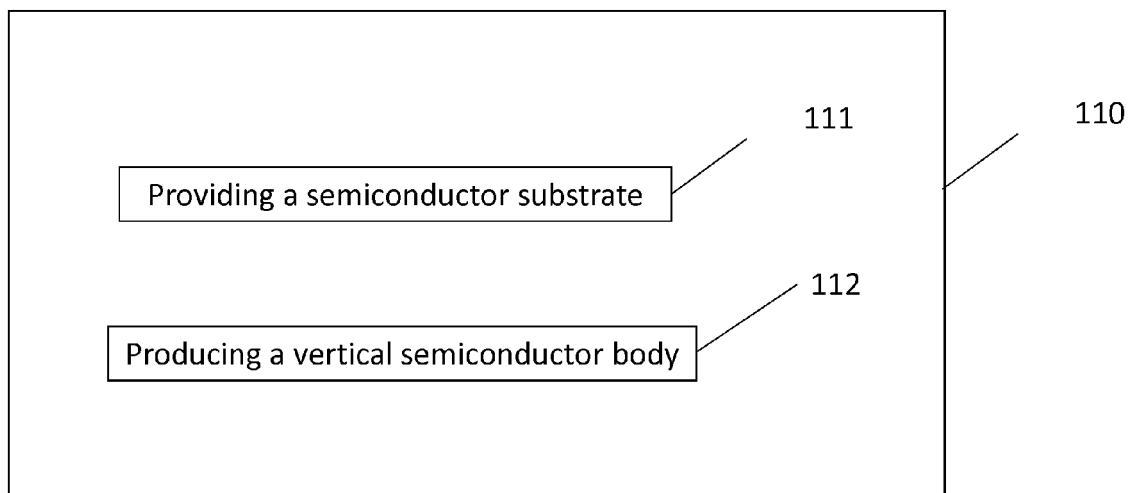 111
110
Providing a semiconductor substrate
112
Producing a vertical semiconductor body